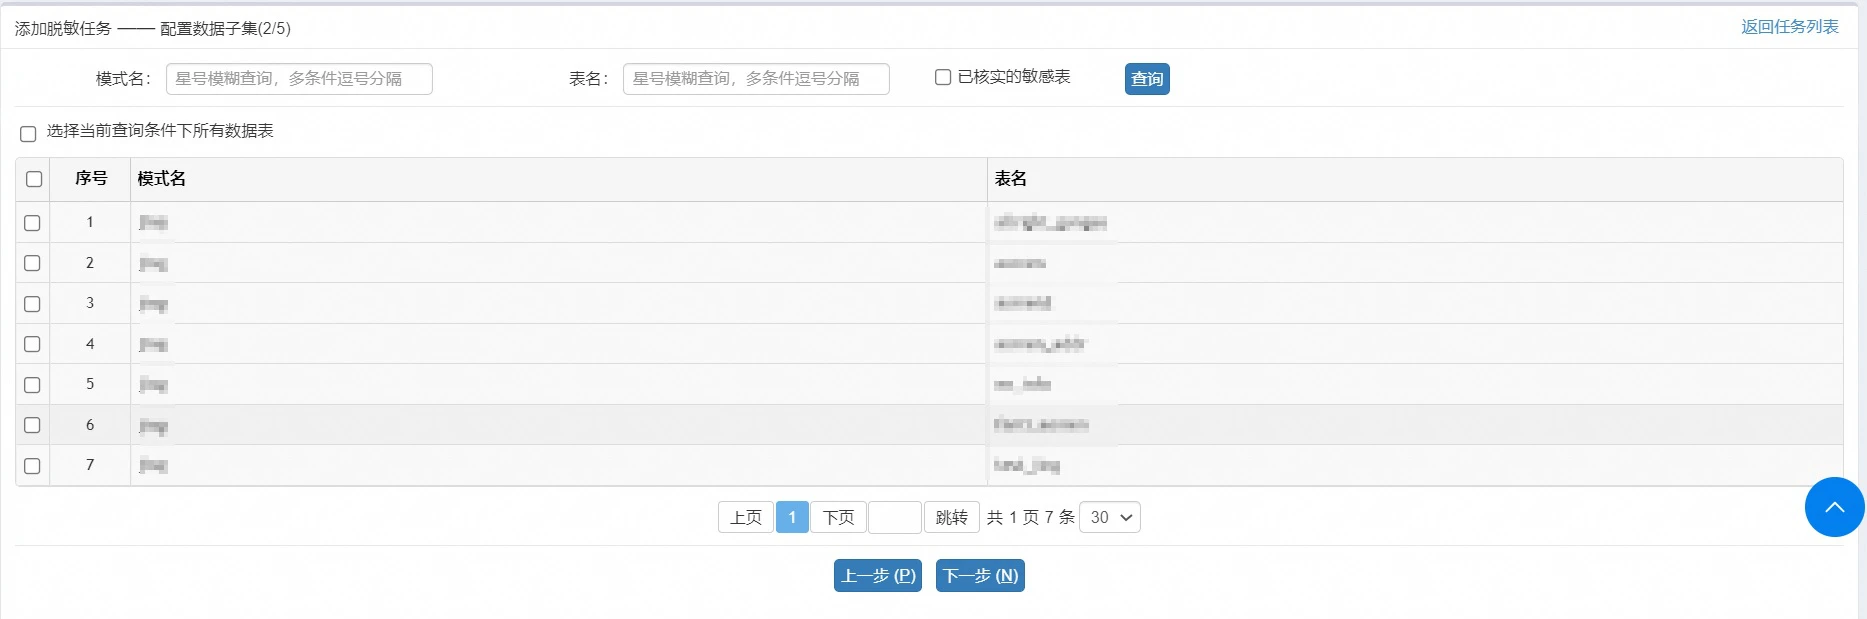 添加脱敏任务 —— 配置数据子集(2/5) 返回任务列表
模式名： 星号模糊查询，多条件逗号分隔 表名： 星号模糊查询，多条件逗号分隔 已核实的敏感表 查询
选择当前查询条件下所有数据表
序号 模式名 表名
1
2
3
4
5
6
7
上页 1 下页 跳转 共 1 页 7 条 30
上一步 (P) 下一步 (N)